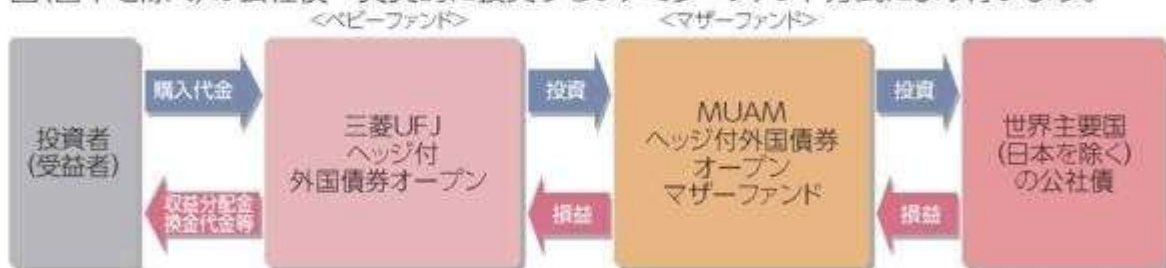 <ベビーファンド>
<マザーファンド>
購入代金
投資
投資
投資者
(受益者)
三菱UFJ
ヘッジ付
外国債券オープン
MUAM
ヘッジ付外国債券
オープン
マザーファンド
世界主要国
(日本を除く)
の公社債
収益分配金
換金代金等
損益
損益